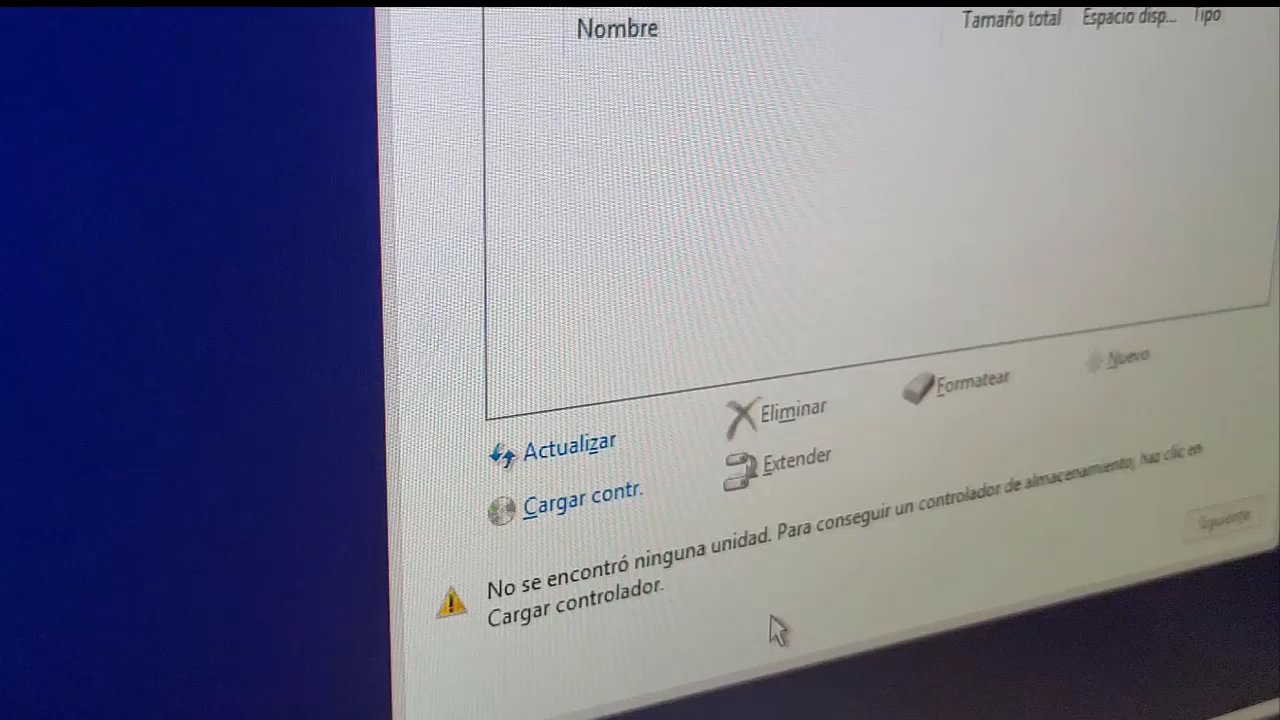 Nombre Tamaño total Espacio disp... Tipo
Actualizar Eliminar Formatear Nuevo
Cargar contr. Extender
No se encontró ninguna unidad. Para conseguir un controlador de almacenamiento, haz clic en
Cargar controlador.
Siguiente